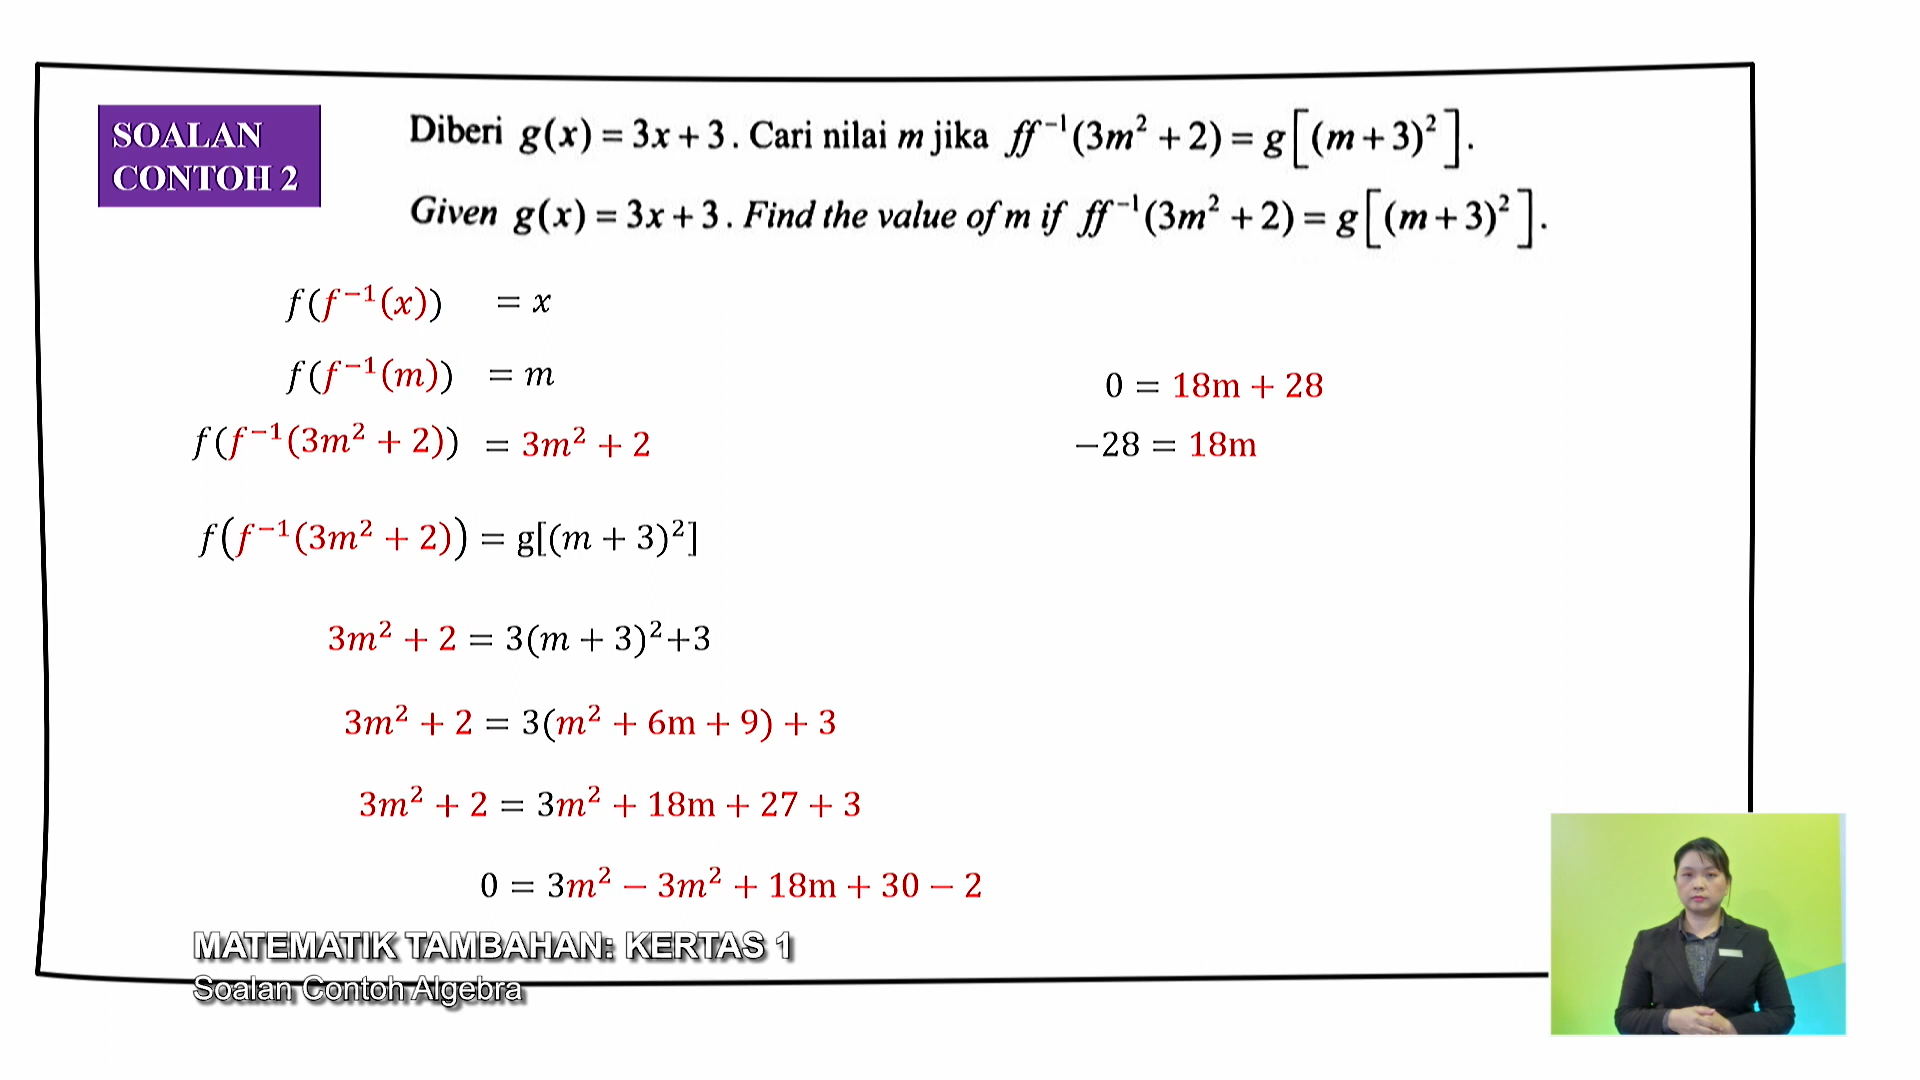 SOALAN
CONTOH 2
Diberi g(x) = 3x + 3. Cari nilai m jika ff⁻¹(3m² + 2) = g[(m + 3)²].
Given g(x) = 3x + 3. Find the value of m if ff⁻¹(3m² + 2) = g[(m + 3)²].
f(f⁻¹(x)) = x
f(f⁻¹(m)) = m
f(f⁻¹(3m² + 2)) = 3m² + 2
f(f⁻¹(3m² + 2)) = g[(m + 3)²]
3m² + 2 = 3(m + 3)²+3
3m² + 2 = 3(m² + 6m + 9) + 3
3m² + 2 = 3m² + 18m + 27 + 3
0 = 3m² − 3m² + 18m + 30 − 2
0 = 18m + 28
−28 = 18m
MATEMATIK TAMBAHAN: KERTAS 1
Soalan Contoh Algebra